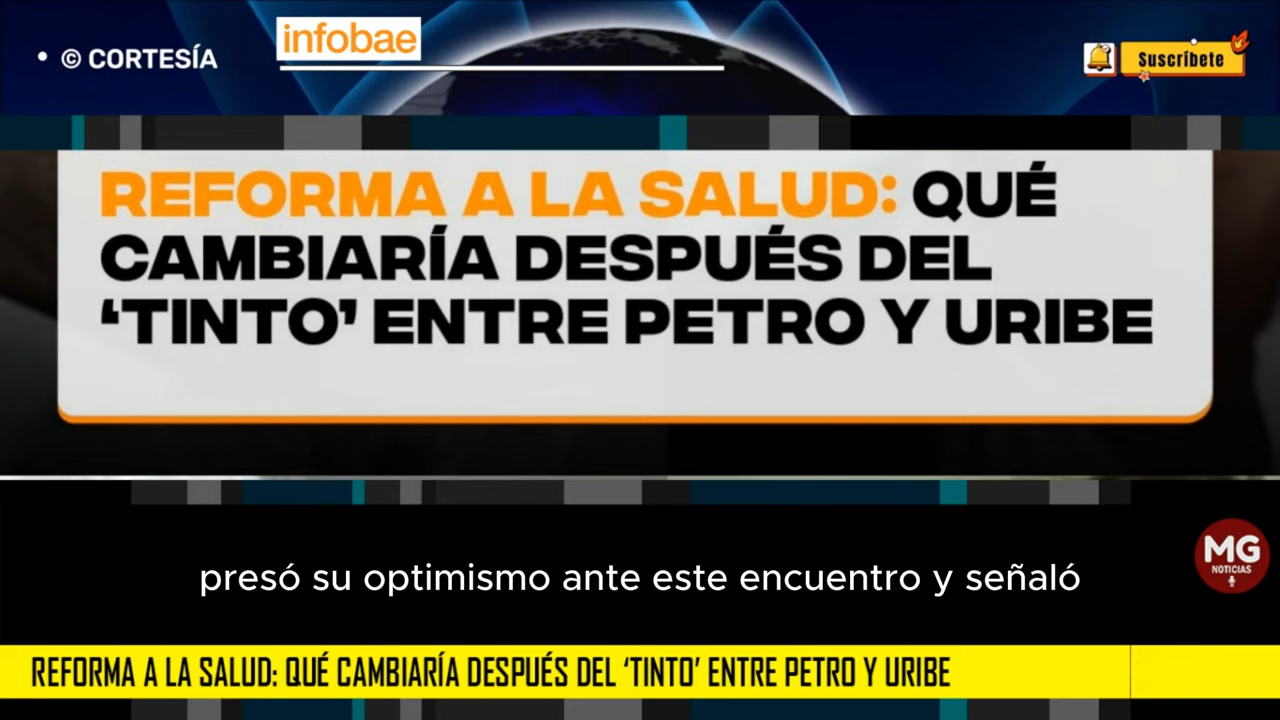 • © CORTESÍA
infobae
Suscríbete
REFORMA A LA SALUD: QUÉ
CAMBIARÍA DESPUÉS DEL
‘TINTO’ ENTRE PETRO Y URIBE
MG
NOTICIAS
presó su optimismo ante este encuentro y señaló
REFORMA A LA SALUD: QUÉ CAMBIARÍA DESPUÉS DEL ‘TINTO’ ENTRE PETRO Y URIBE